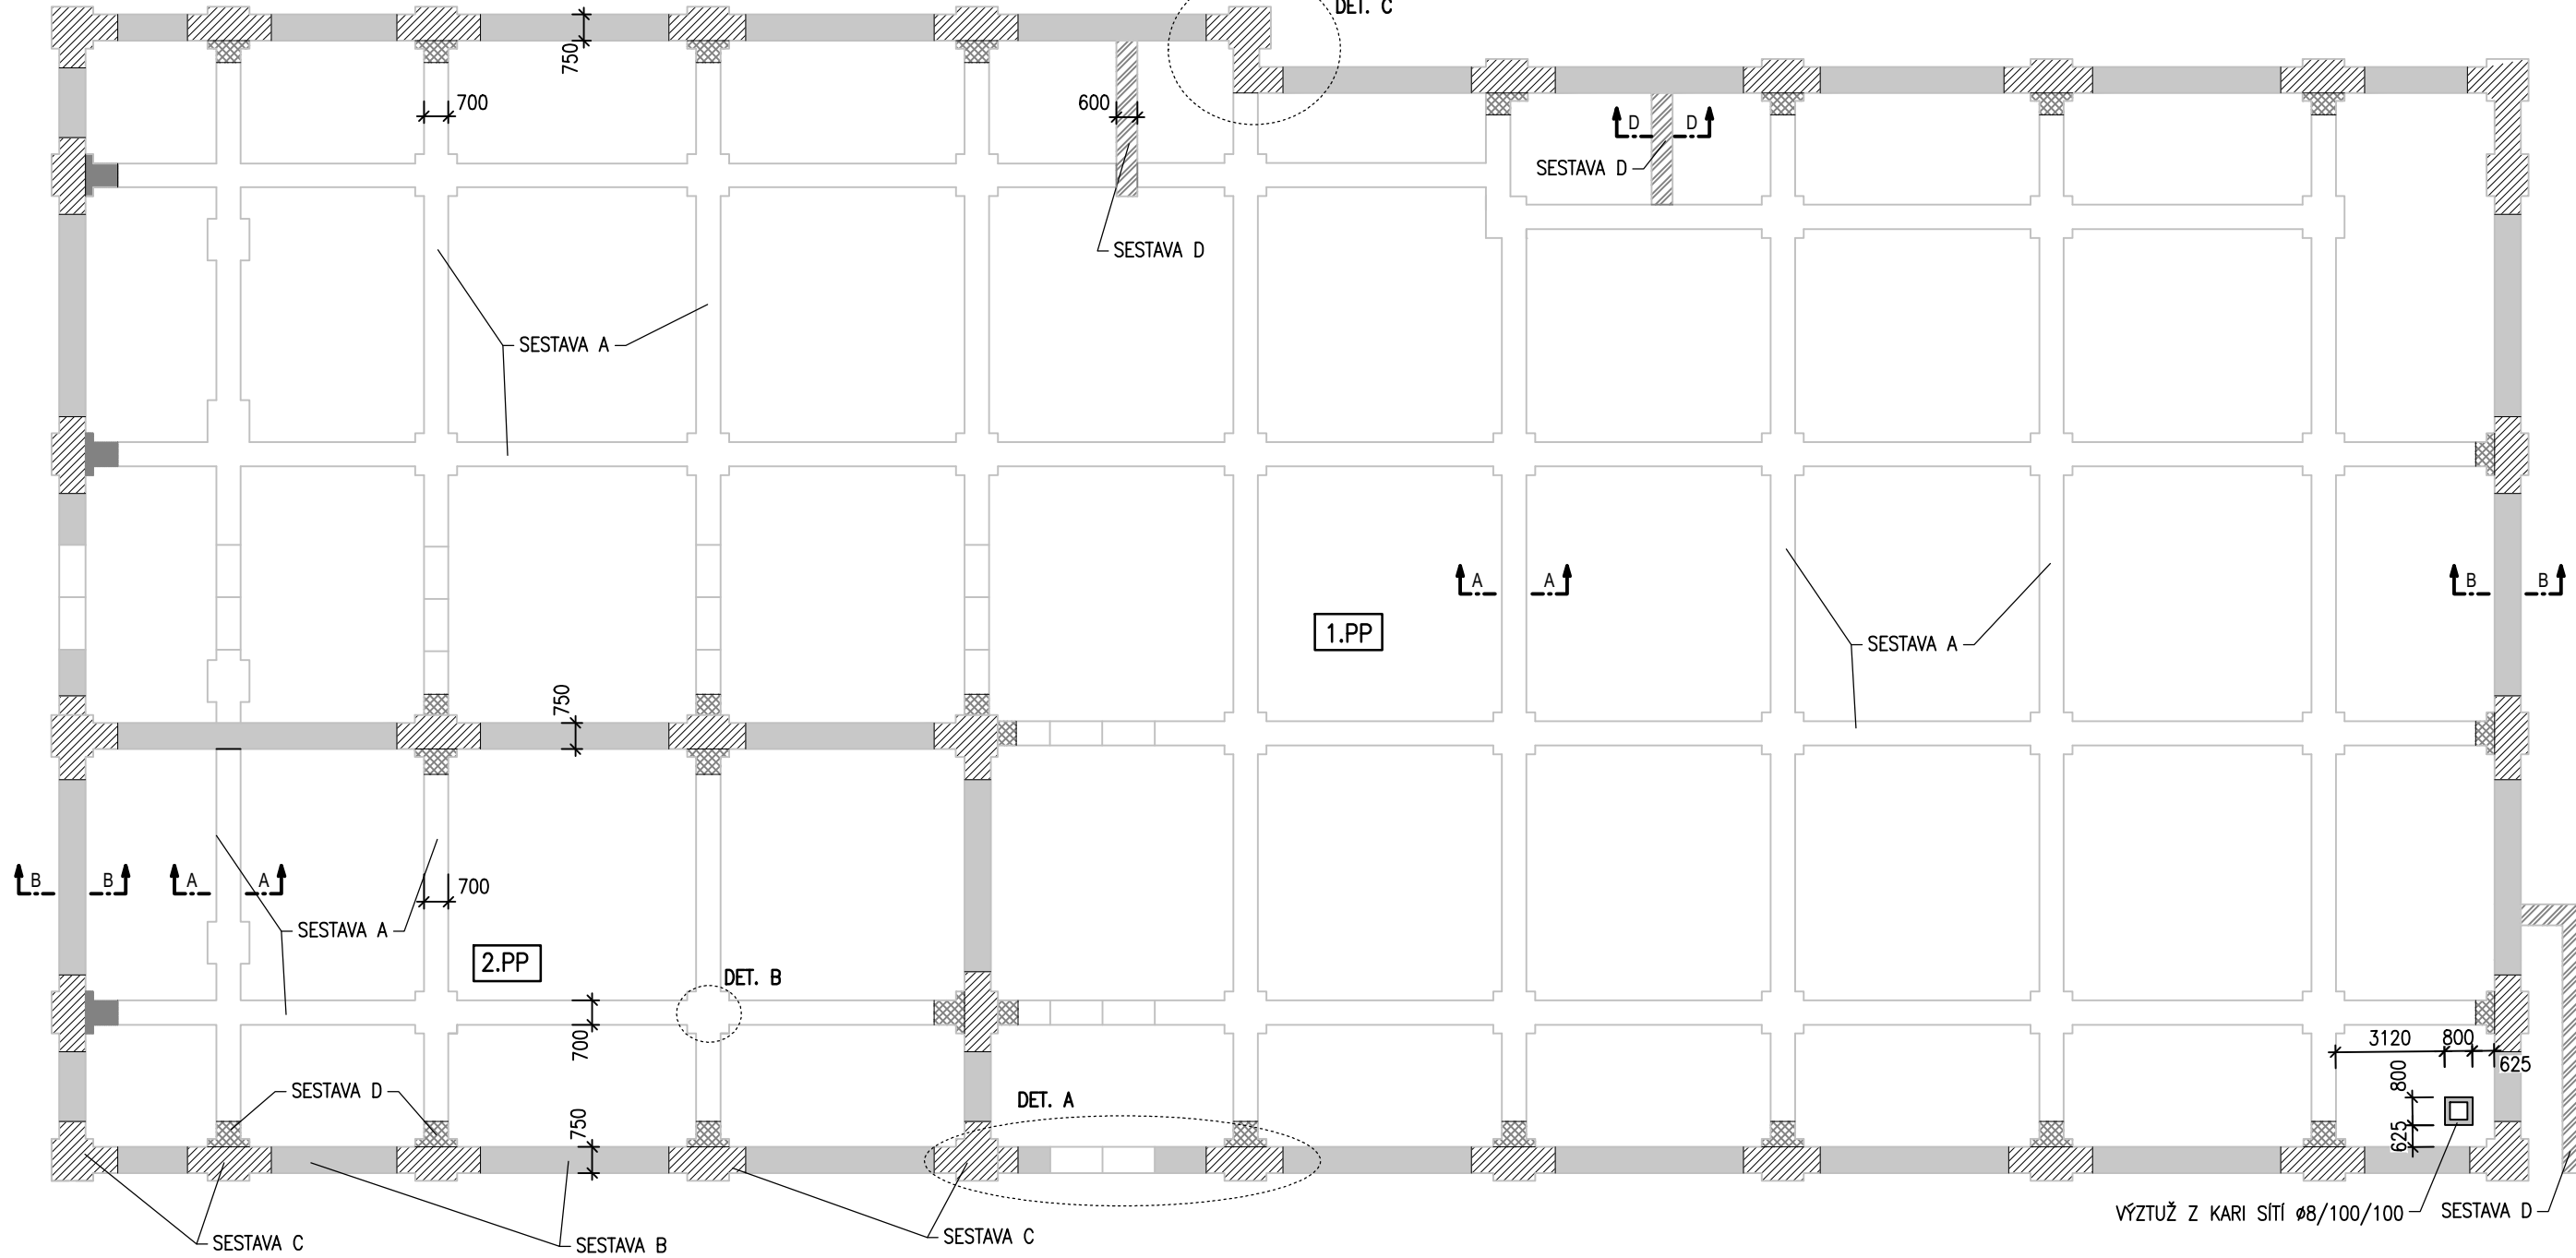 DET. C
750
700
600
D D
SESTAVA D
SESTAVA D
SESTAVA A
A A
B B
1.PP
SESTAVA A
750
B B
A A
700
SESTAVA A
2.PP
DET. B
700
3120 800
625
800
SESTAVA D
DET. A
750
625
VÝZTUŽ Z KARI SÍTÍ ø8/100/100
SESTAVA D
SESTAVA C
SESTAVA B
SESTAVA C